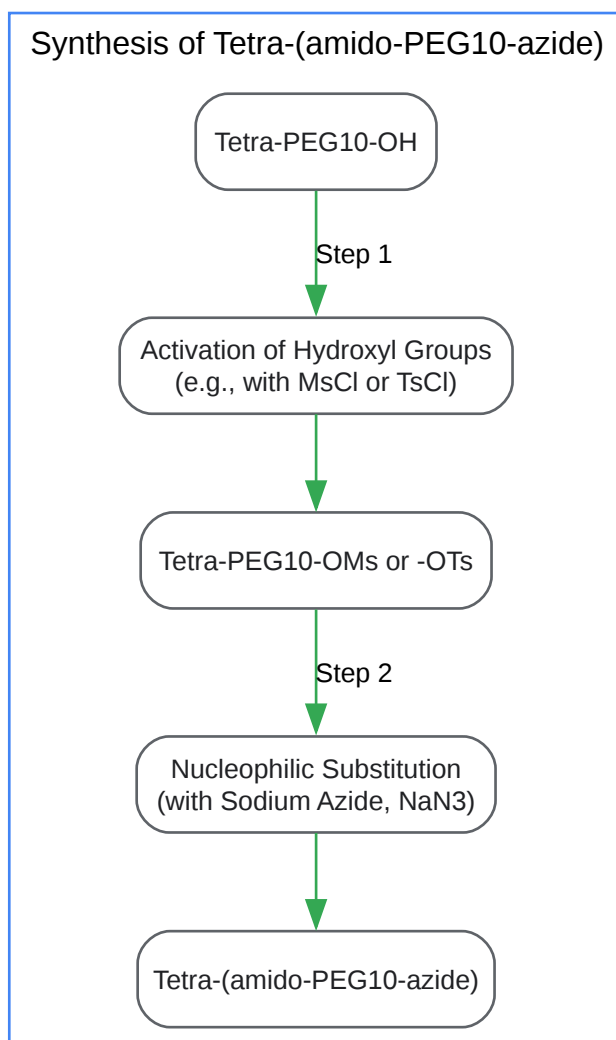 Synthesis of Tetra-(amido-PEG10-azide)
Tetra-PEG10-OH
Step 1
Activation of Hydroxyl Groups
(e.g., with MsCl or TsCl)
Tetra-PEG10-OMs or -OTs
Step 2
Nucleophilic Substitution
(with Sodium Azide, NaN3)
Tetra-(amido-PEG10-azide)